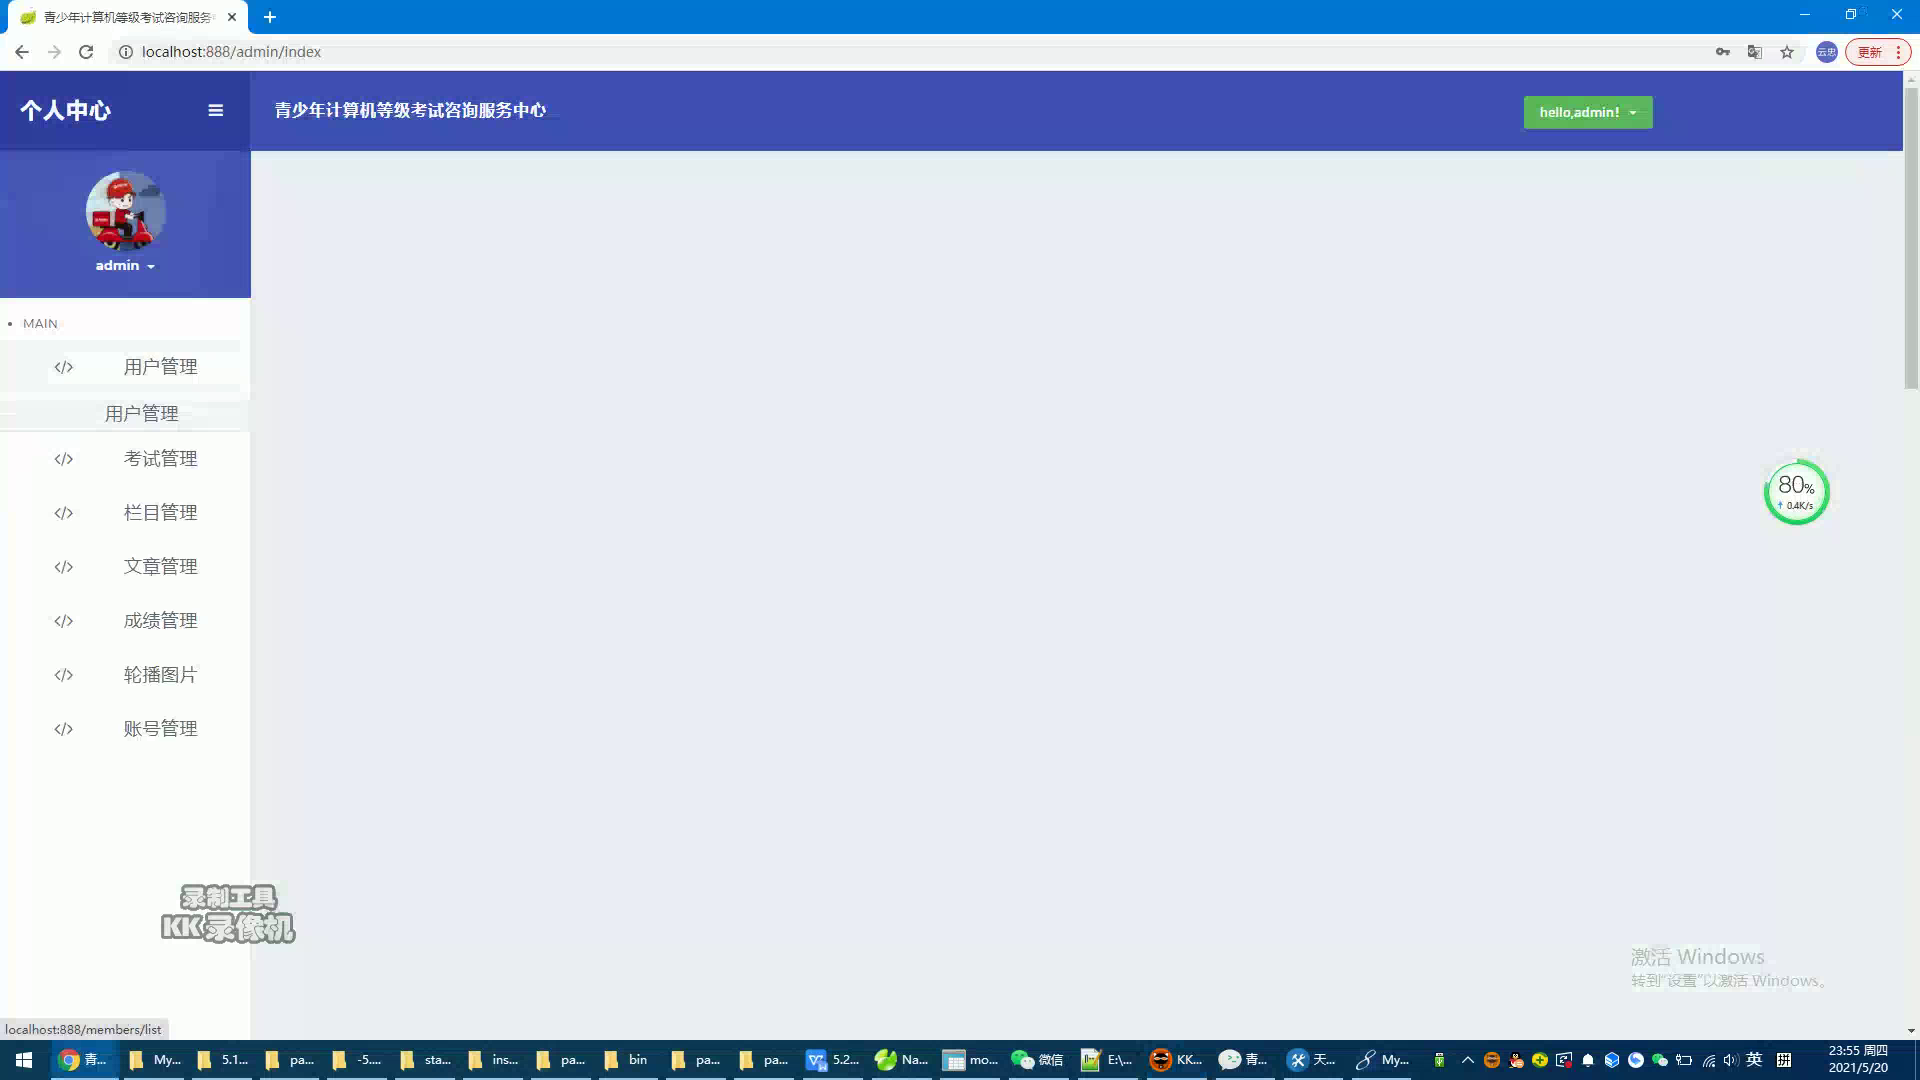 青少年计算机等级考试咨询服务
localhost:888/admin/index
云忠
更新
个人中心
青少年计算机等级考试咨询服务中心
hello,admin!
admin
MAIN
</> 用户管理
用户管理
</> 考试管理
</> 栏目管理
</> 文章管理
</> 成绩管理
</> 轮播图片
</> 账号管理
80%
↑ 0.4K/s
录制工具
KK录像机
激活 Windows
转到“设置”以激活 Windows。
localhost:888/members/list
青... My... 5.1... pa... -5.... sta... ins... pa... bin pa... pa... 5.2... Na... mo... 微信 E:\... KK... 青... 天... My... 英 拼
23:55 周四
2021/5/20